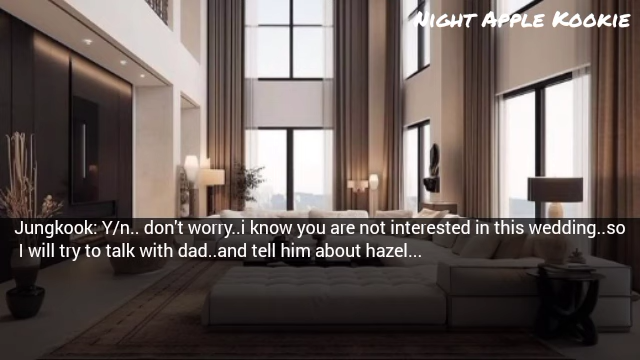 Night Apple Kookie
Jungkook: Y/n.. don't worry..i know you are not interested in this wedding..so
I will try to talk with dad..and tell him about hazel...